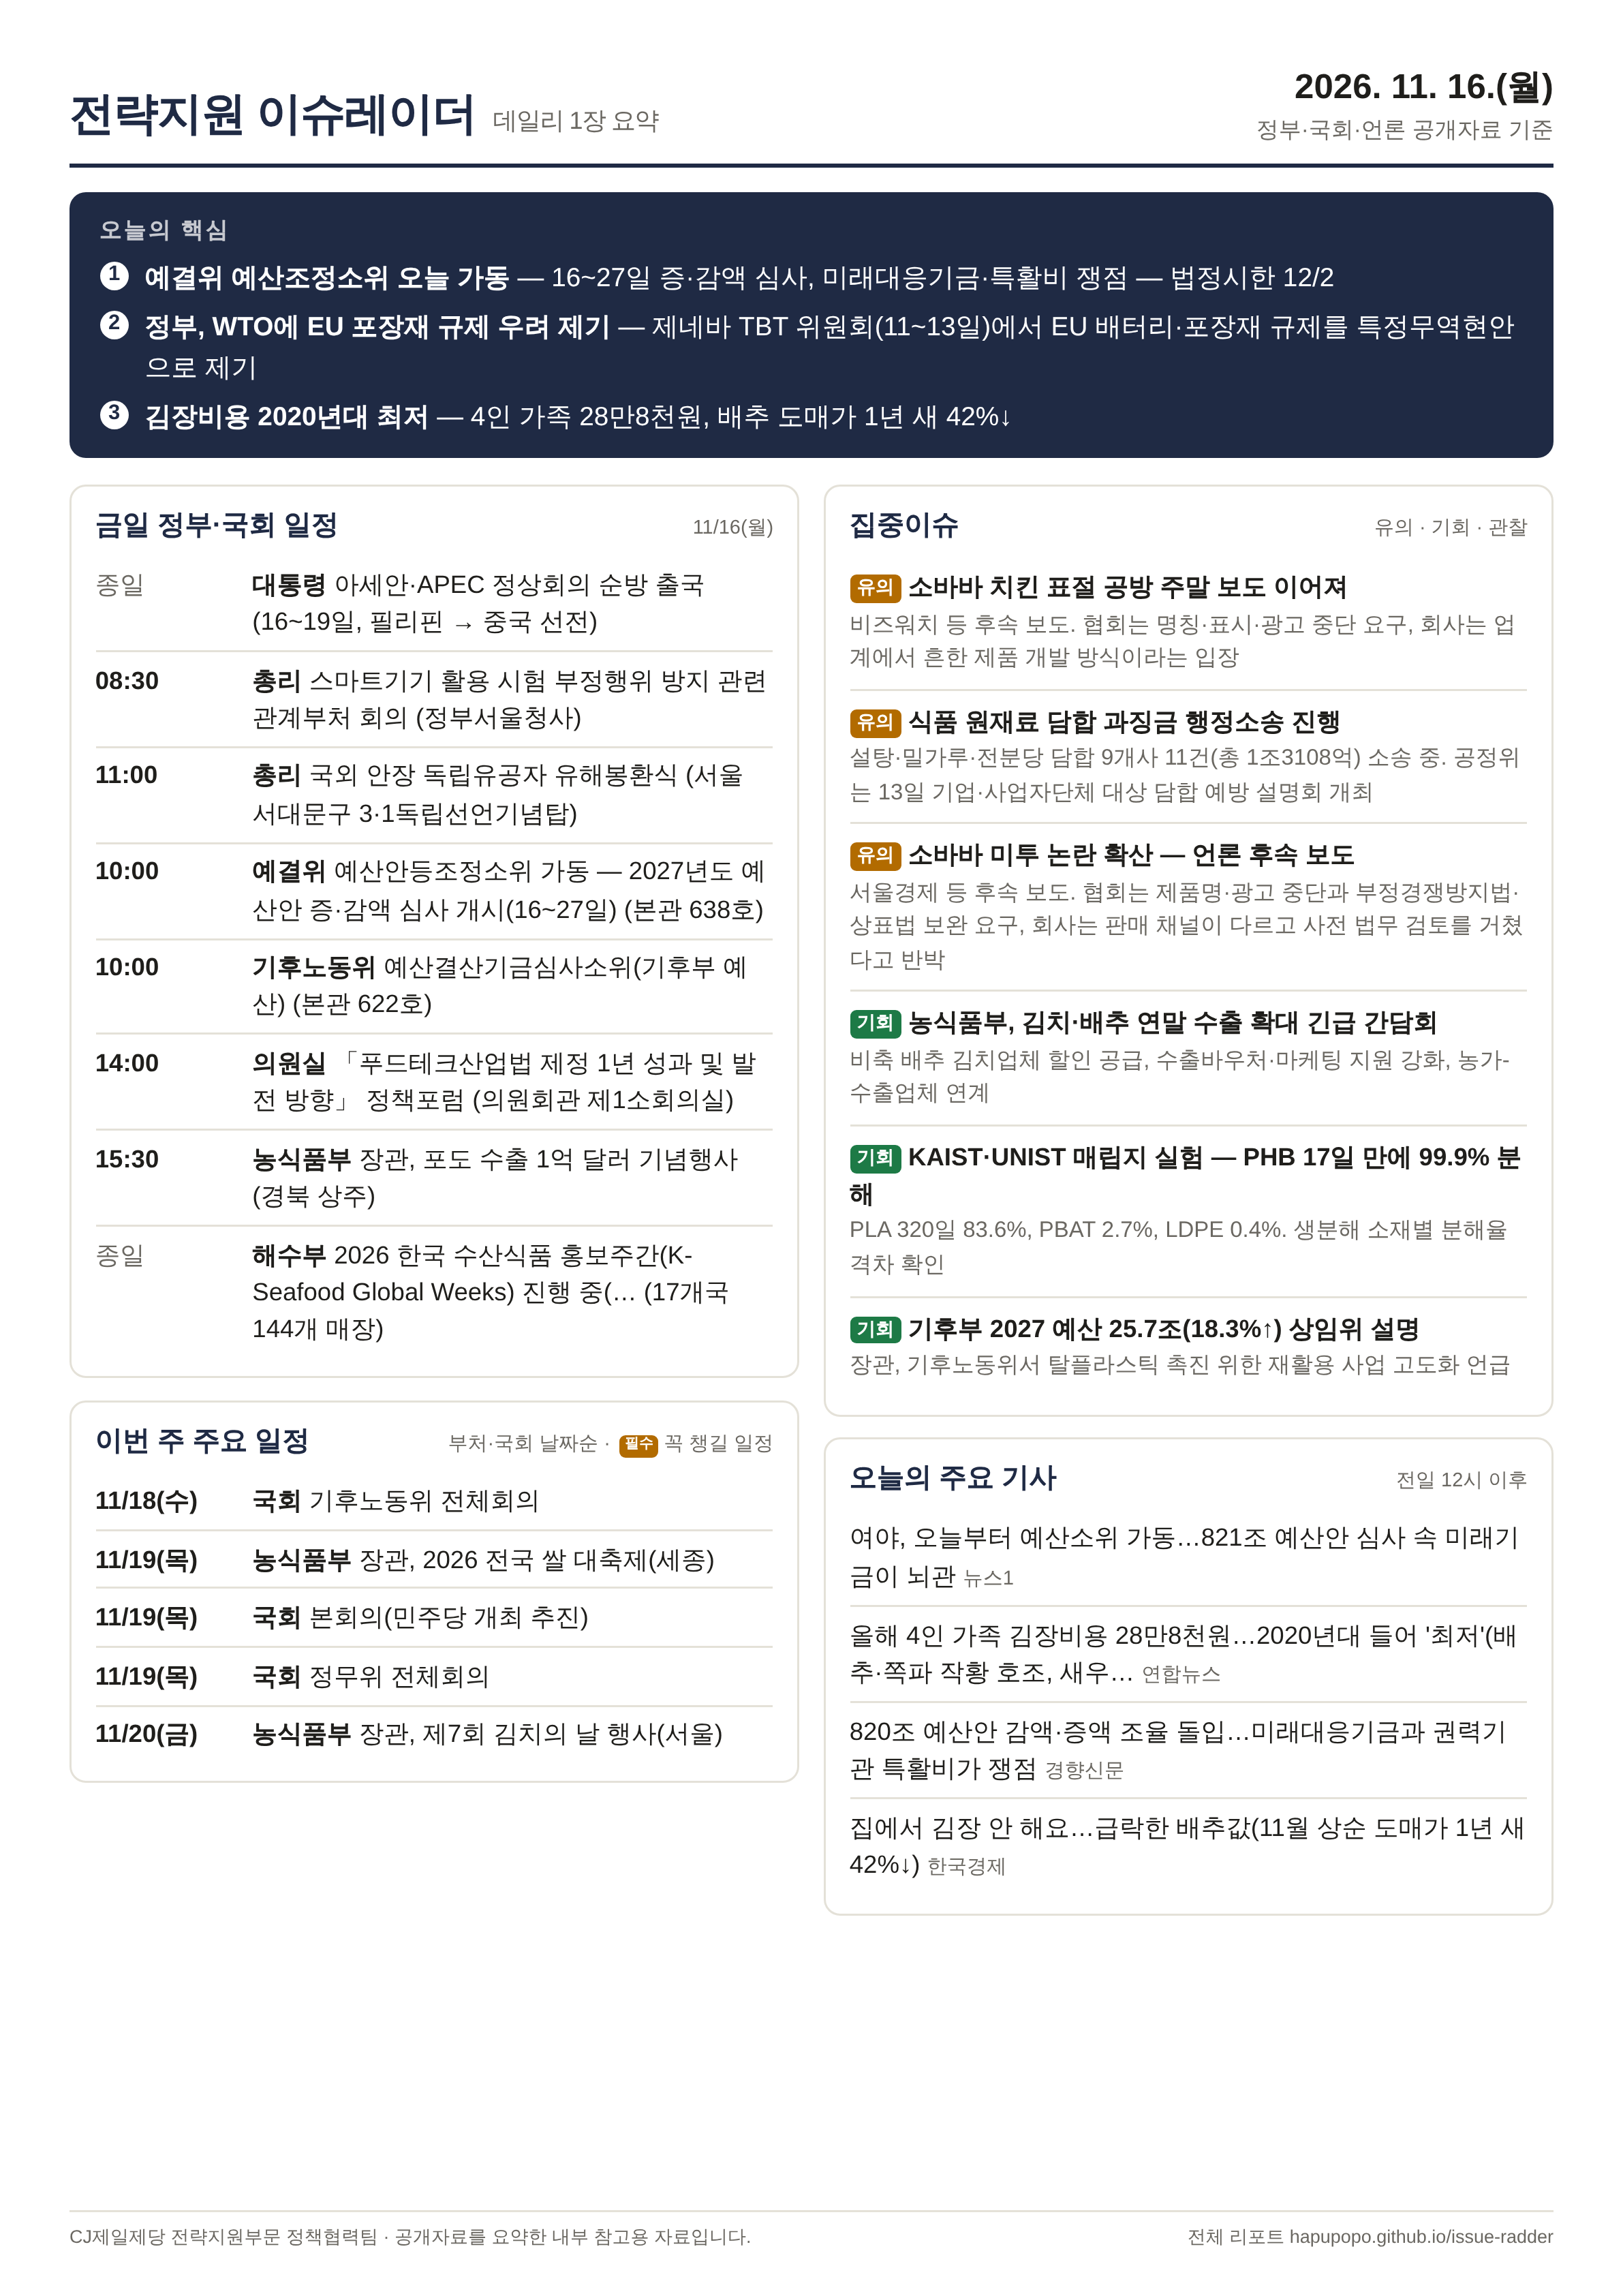 전략지원 이슈레이더 데일리 1장 요약
2026. 11. 16.(월)
정부·국회·언론 공개자료 기준
오늘의 핵심
1 예결위 예산조정소위 오늘 가동 — 16~27일 증·감액 심사, 미래대응기금·특활비 쟁점 — 법정시한 12/2
2 정부, WTO에 EU 포장재 규제 우려 제기 — 제네바 TBT 위원회(11~13일)에서 EU 배터리·포장재 규제를 특정무역현안
으로 제기
3 김장비용 2020년대 최저 — 4인 가족 28만8천원, 배추 도매가 1년 새 42%↓
금일 정부·국회 일정 11/16(월)
종일 대통령 아세안·APEC 정상회의 순방 출국
(16~19일, 필리핀 → 중국 선전)
08:30 총리 스마트기기 활용 시험 부정행위 방지 관련
관계부처 회의 (정부서울청사)
11:00 총리 국외 안장 독립유공자 유해봉환식 (서울
서대문구 3·1독립선언기념탑)
10:00 예결위 예산안등조정소위 가동 — 2027년도 예
산안 증·감액 심사 개시(16~27일) (본관 638호)
10:00 기후노동위 예산결산기금심사소위(기후부 예
산) (본관 622호)
14:00 의원실 「푸드테크산업법 제정 1년 성과 및 발
전 방향」 정책포럼 (의원회관 제1소회의실)
15:30 농식품부 장관, 포도 수출 1억 달러 기념행사
(경북 상주)
종일 해수부 2026 한국 수산식품 홍보주간(K-
Seafood Global Weeks) 진행 중(… (17개국
144개 매장)
이번 주 주요 일정 부처·국회 날짜순 · 필수 꼭 챙길 일정
11/18(수) 국회 기후노동위 전체회의
11/19(목) 농식품부 장관, 2026 전국 쌀 대축제(세종)
11/19(목) 국회 본회의(민주당 개최 추진)
11/19(목) 국회 정무위 전체회의
11/20(금) 농식품부 장관, 제7회 김치의 날 행사(서울)
집중이슈 유의 · 기회 · 관찰
유의 소바바 치킨 표절 공방 주말 보도 이어져
비즈워치 등 후속 보도. 협회는 명칭·표시·광고 중단 요구, 회사는 업
계에서 흔한 제품 개발 방식이라는 입장
유의 식품 원재료 담합 과징금 행정소송 진행
설탕·밀가루·전분당 담합 9개사 11건(총 1조3108억) 소송 중. 공정위
는 13일 기업·사업자단체 대상 담합 예방 설명회 개최
유의 소바바 미투 논란 확산 — 언론 후속 보도
서울경제 등 후속 보도. 협회는 제품명·광고 중단과 부정경쟁방지법·
상표법 보완 요구, 회사는 판매 채널이 다르고 사전 법무 검토를 거쳤
다고 반박
기회 농식품부, 김치·배추 연말 수출 확대 긴급 간담회
비축 배추 김치업체 할인 공급, 수출바우처·마케팅 지원 강화, 농가-
수출업체 연계
기회 KAIST·UNIST 매립지 실험 — PHB 17일 만에 99.9% 분
해
PLA 320일 83.6%, PBAT 2.7%, LDPE 0.4%. 생분해 소재별 분해율
격차 확인
기회 기후부 2027 예산 25.7조(18.3%↑) 상임위 설명
장관, 기후노동위서 탈플라스틱 촉진 위한 재활용 사업 고도화 언급
오늘의 주요 기사 전일 12시 이후
여야, 오늘부터 예산소위 가동…821조 예산안 심사 속 미래기
금이 뇌관 뉴스1
올해 4인 가족 김장비용 28만8천원…2020년대 들어 '최저'(배
추·쪽파 작황 호조, 새우… 연합뉴스
820조 예산안 감액·증액 조율 돌입…미래대응기금과 권력기
관 특활비가 쟁점 경향신문
집에서 김장 안 해요…급락한 배추값(11월 상순 도매가 1년 새
42%↓) 한국경제
CJ제일제당 전략지원부문 정책협력팀 · 공개자료를 요약한 내부 참고용 자료입니다.
전체 리포트 hapupopo.github.io/issue-radder